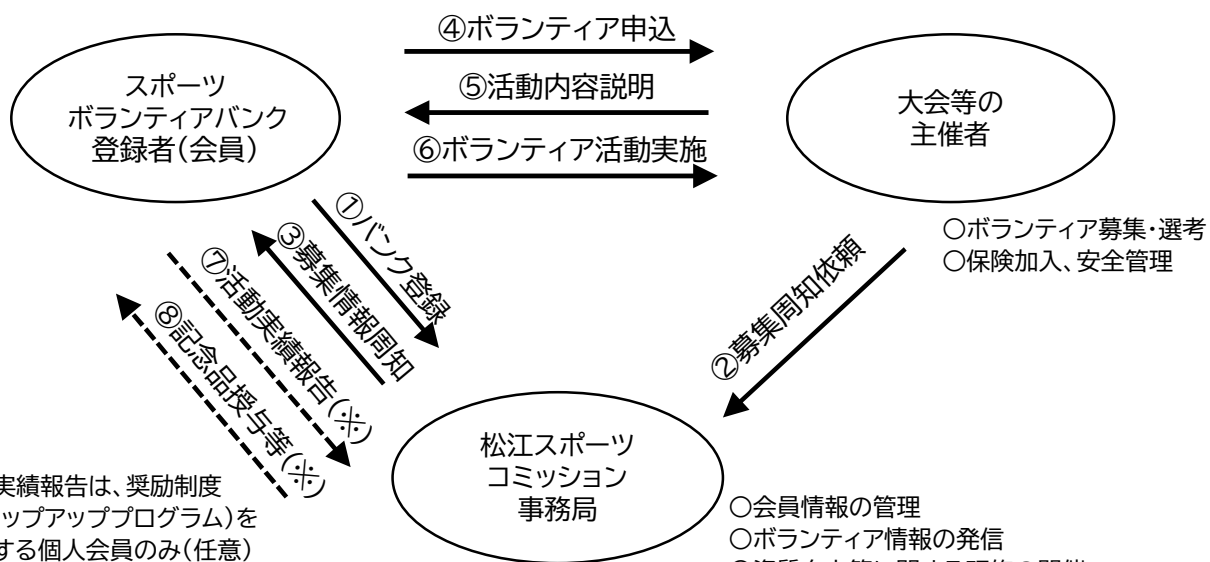 ④ボランティア申込
⑤活動内容説明
⑥ボランティア活動実施
スポーツ
ボランティアバンク
登録者(会員)
大会等の
主催者
○ボランティア募集・選考
○保険加入、安全管理
①バンク登録
③募集情報周知
⑦活動実績報告(※)
⑧記念品授与等(※)
②募集周知依頼
松江スポーツ
コミッション
事務局
実績報告は、奨励制度
ップアッププログラム)を
する個人会員のみ(任意)
○会員情報の管理
○ボランティア情報の発信